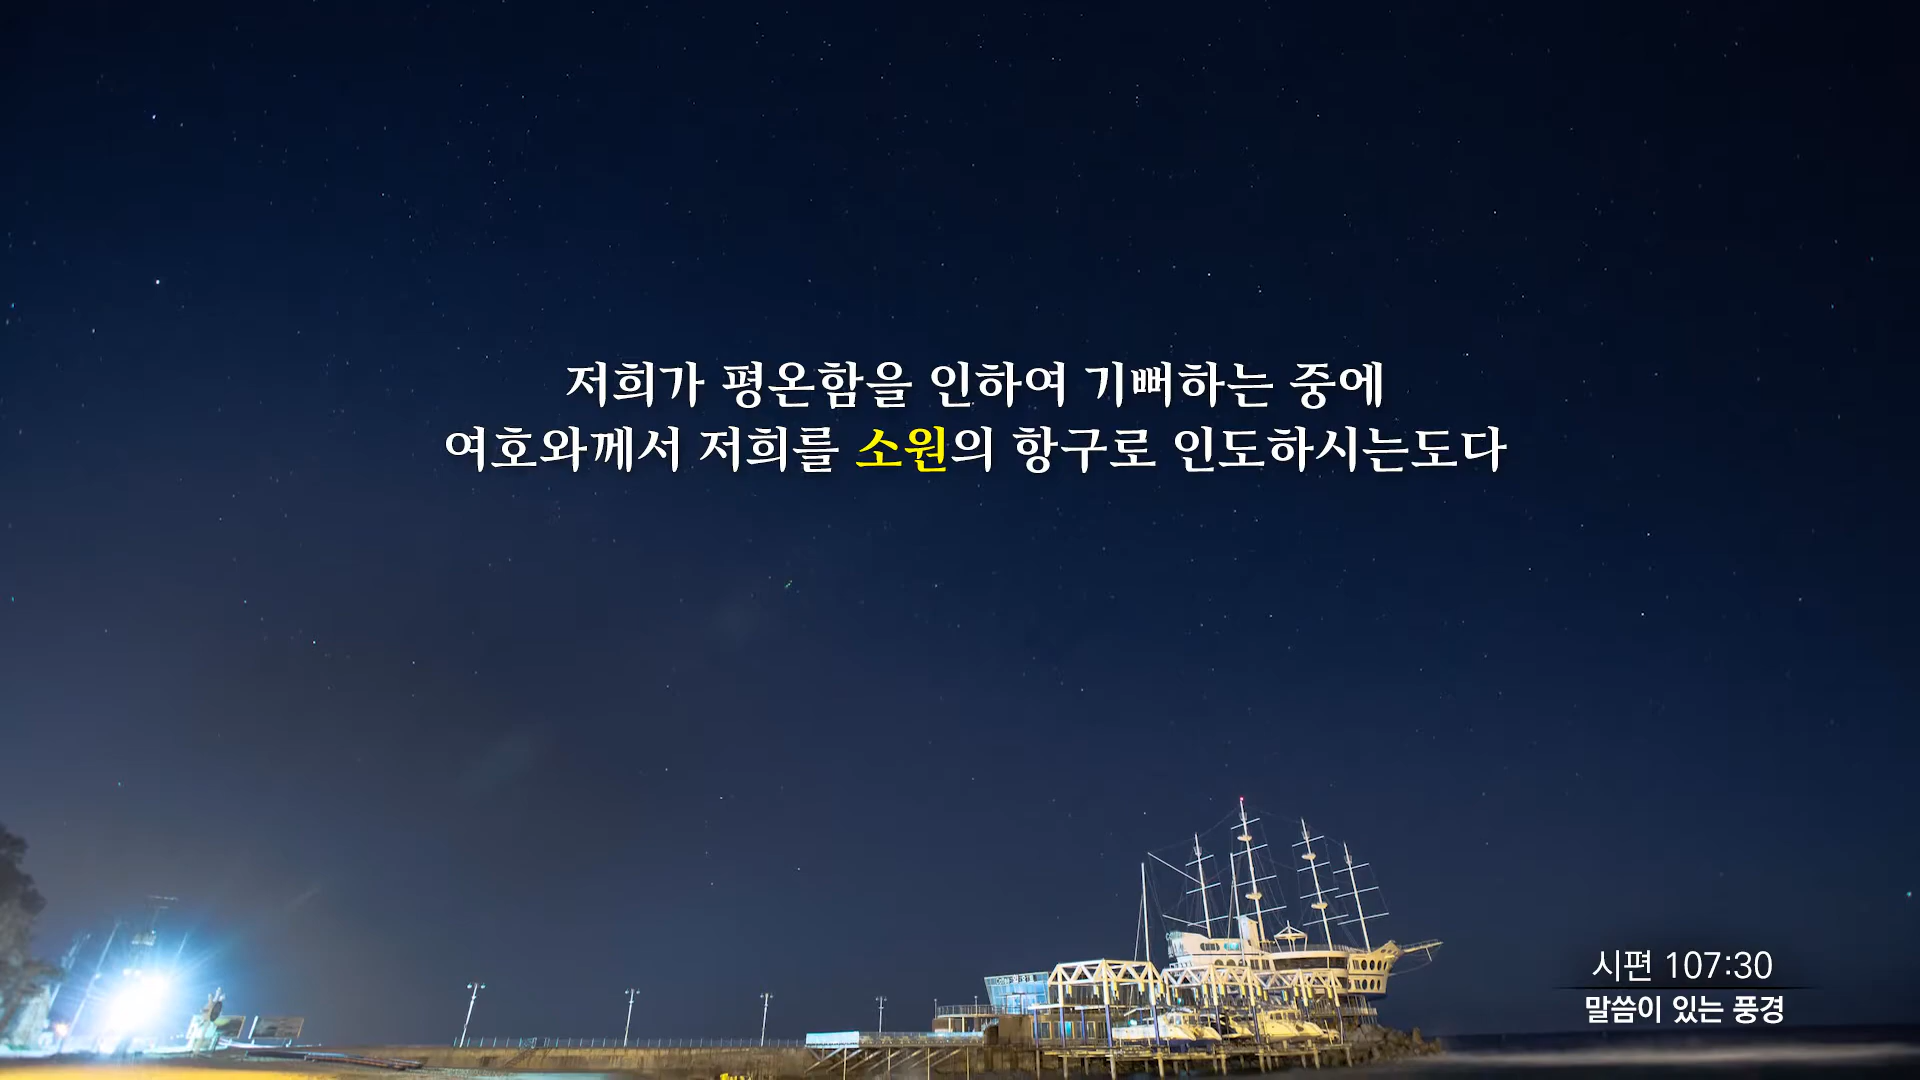 저희가 평온함을 인하여 기뻐하는 중에
여호와께서 저희를 소원의 항구로 인도하시는도다
시편 107:30
말씀이 있는 풍경